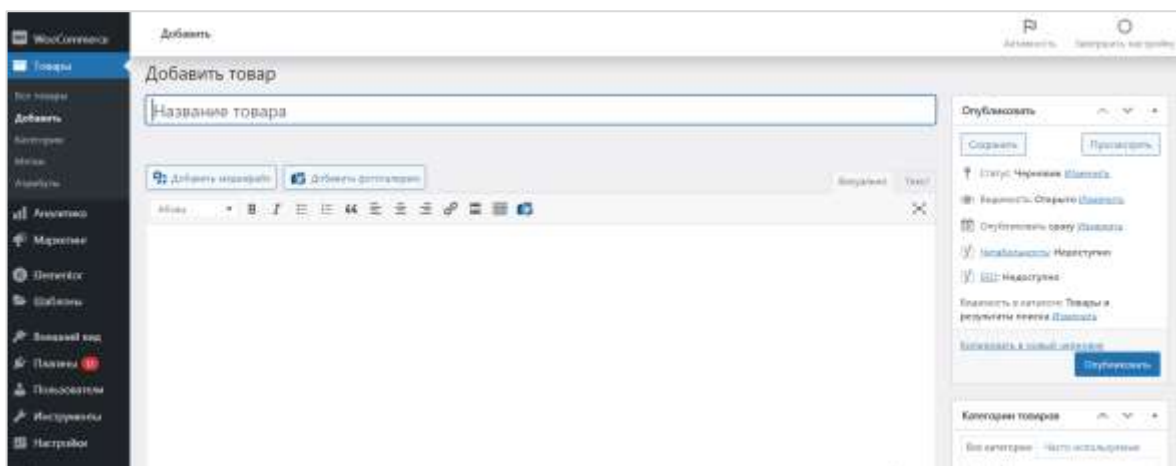 WooCommerce
Товары
Все товары
Добавить
Категории
Метки
Атрибуты
Аналитика
Маркетинг
Elementor
Шаблоны
Внешний вид
Плагины
Пользователи
Инструменты
Настройки
Добавить
Активность
Завершить настройку
Добавить товар
Название товара
Добавить медиафайл
Добавить фотогалерею
Визуально
Текст
Абзац
Опубликовать
Сохранить
Просмотреть
Статус: Черновик Изменить
Видимость: Открыто Изменить
Опубликовать сразу Изменить
Читабельность: Недоступно
SEO: Недоступно
Видимость в каталоге: Товары и
результаты поиска Изменить
Копировать в новый черновик
Опубликовать
Категории товаров
Все категории
Часто используемые